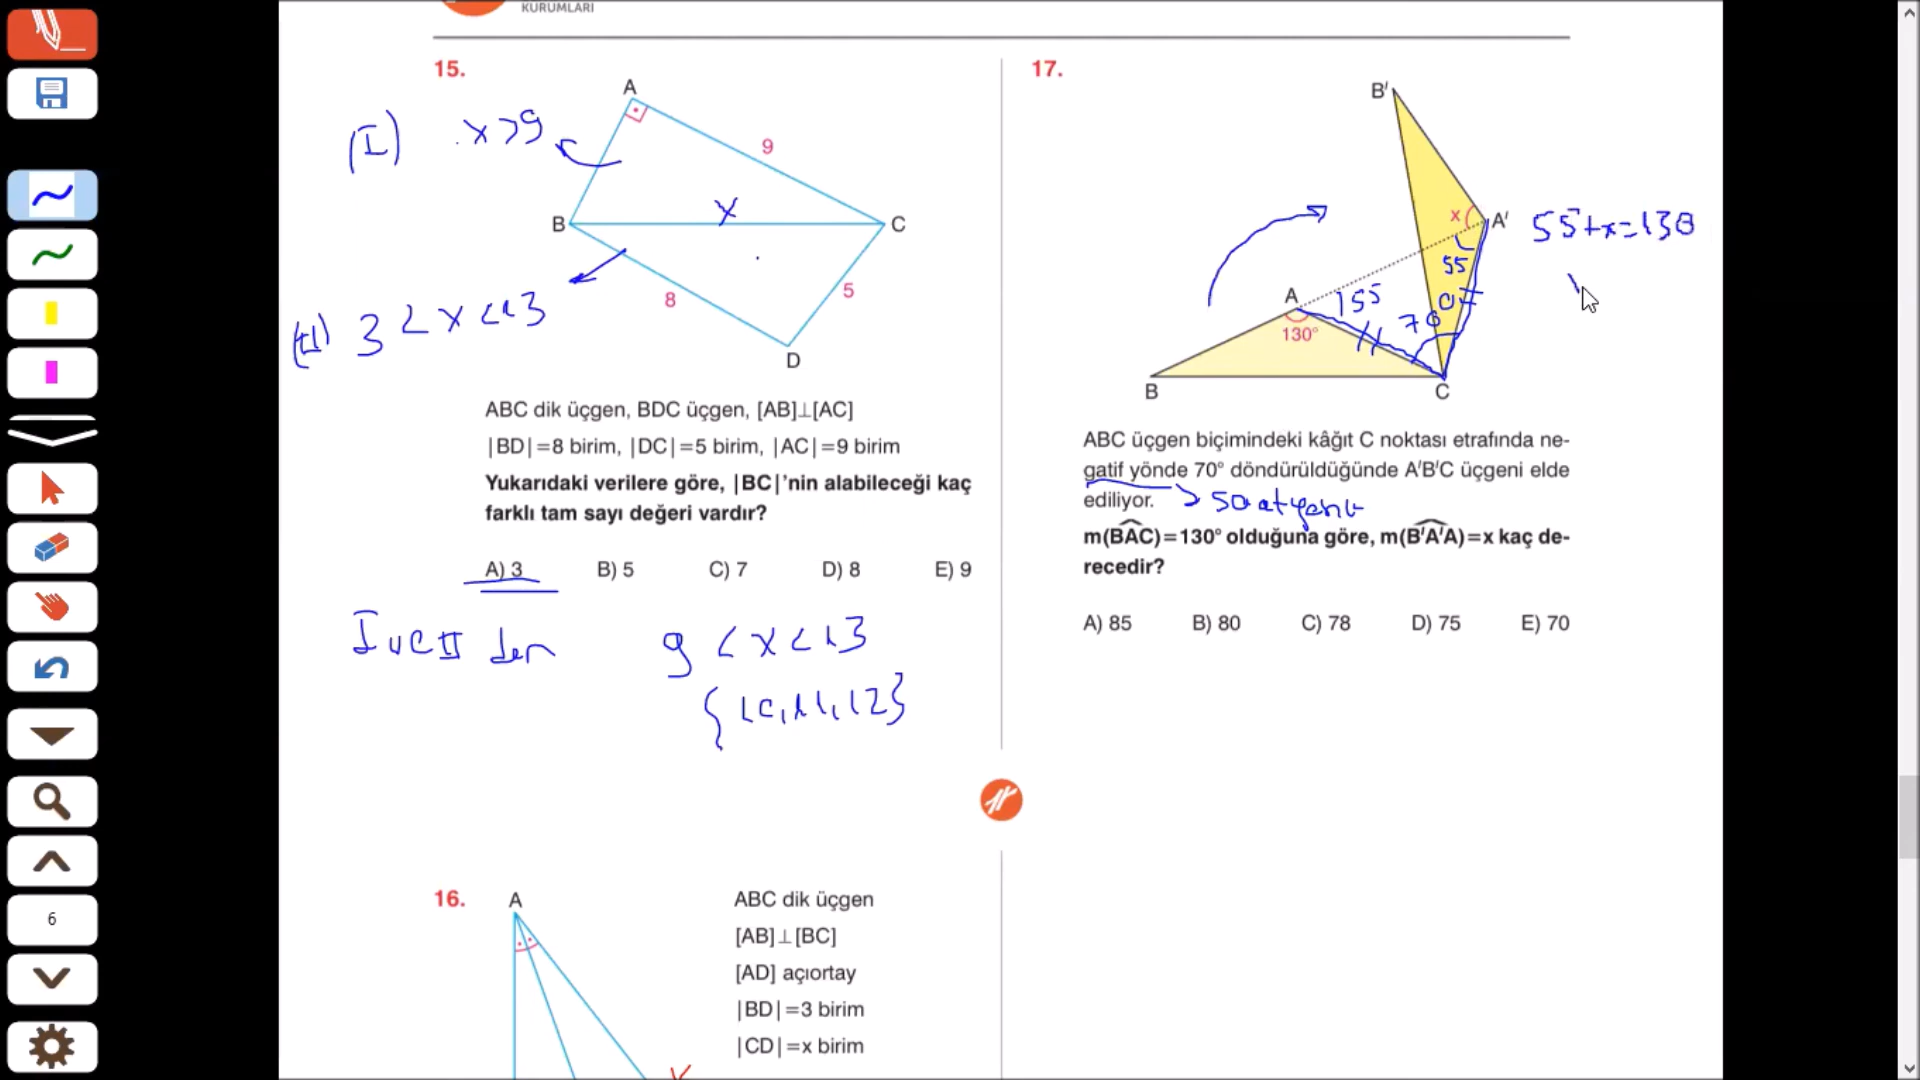 KURUMLARI
15.
A
9
B
C
x
8
5
D
(I) x>9
(II) 3 < x < 13
ABC dik üçgen, BDC üçgen, [AB]⊥[AC]
|BD|=8 birim, |DC|=5 birim, |AC|=9 birim
Yukarıdaki verilere göre, |BC|'nin alabileceği kaç
farklı tam sayı değeri vardır?
A) 3 B) 5 C) 7 D) 8 E) 9
I ve II den 9 < x < 13
{10, 11, 12}
16.
A
ABC dik üçgen
[AB]⊥[BC]
[AD] açıortay
|BD|=3 birim
|CD|=x birim
17.
B'
x
A'
55+x=130
55
A
55
70
130°
B
C
ABC üçgen biçimindeki kâğıt C noktası etrafında ne-
gatif yönde 70° döndürüldüğünde A'B'C üçgeni elde
ediliyor.
m(BAC)=130° olduğuna göre, m(B'A'A)=x kaç de-
recedir?
A) 85 B) 80 C) 78 D) 75 E) 70
6